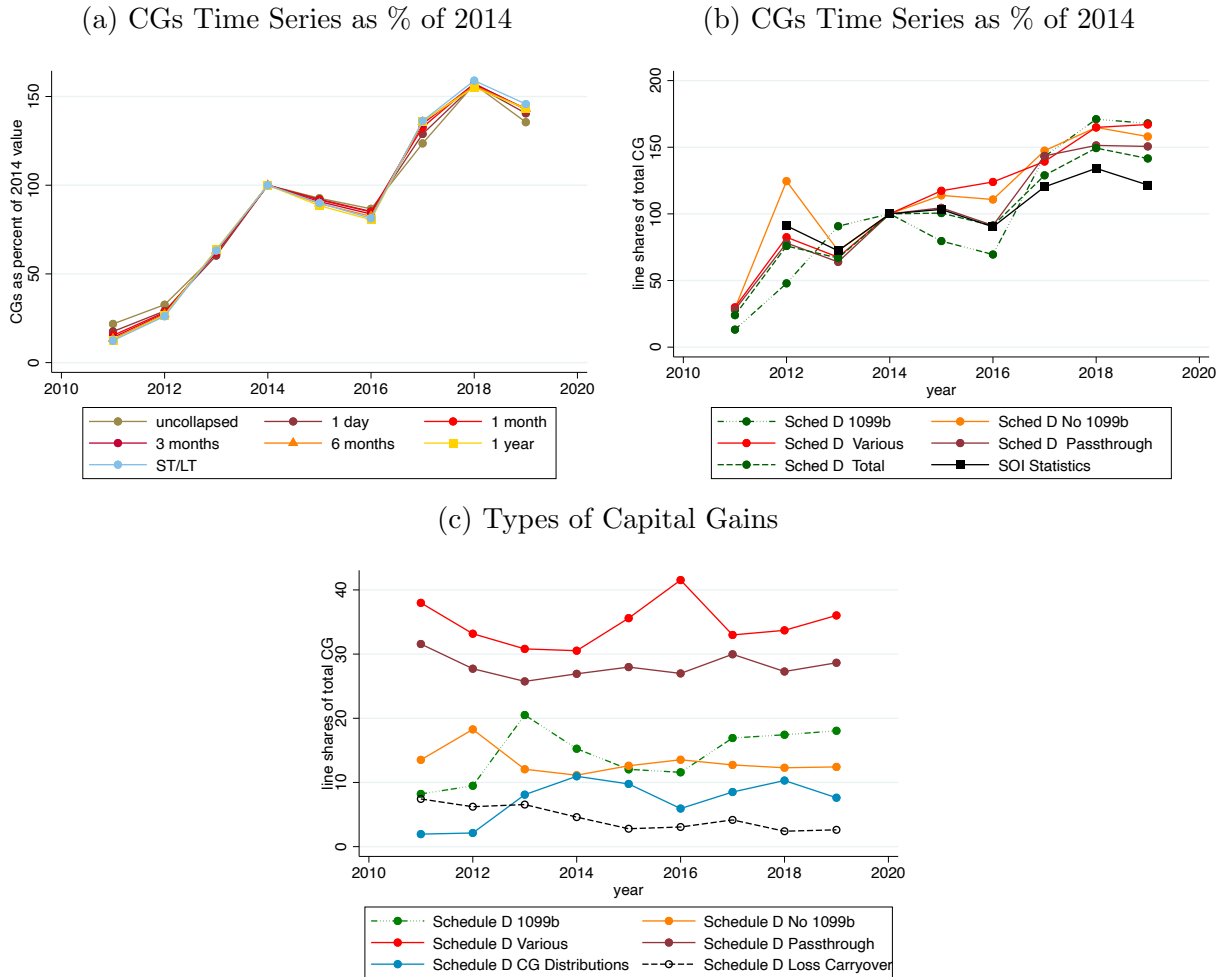 (a) CGs Time Series as % of 2014
CGs as percent of 2014 value
150
100
50
0
2010 2012 2014 2016 2018 2020
uncollapsed 1 day 1 month
3 months 6 months 1 year
ST/LT
(b) CGs Time Series as % of 2014
line shares of total CG
200
150
100
50
0
2010 2012 2014 2016 2018 2020
year
Sched D 1099b Sched D No 1099b
Sched D Various Sched D Passthrough
Sched D Total SOI Statistics
(c) Types of Capital Gains
line shares of total CG
40
30
20
10
0
2010 2012 2014 2016 2018 2020
year
Schedule D 1099b Schedule D No 1099b
Schedule D Various Schedule D Passthrough
Schedule D CG Distributions Schedule D Loss Carryover